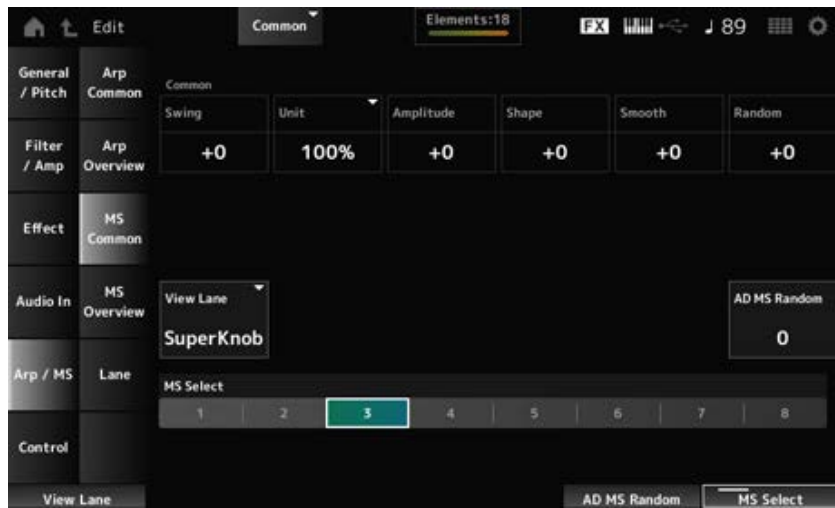 Edit
Common
Elements:18
FX
♩ 89
General / Pitch
Filter / Amp
Effect
Audio In
Arp / MS
Control
Arp Common
Arp Overview
MS Common
MS Overview
Lane
Common
Swing Unit Amplitude Shape Smooth Random
+0 100% +0 +0 +0 +0
View Lane
SuperKnob
AD MS Random
0
MS Select
1 2 3 4 5 6 7 8
View Lane AD MS Random MS Select